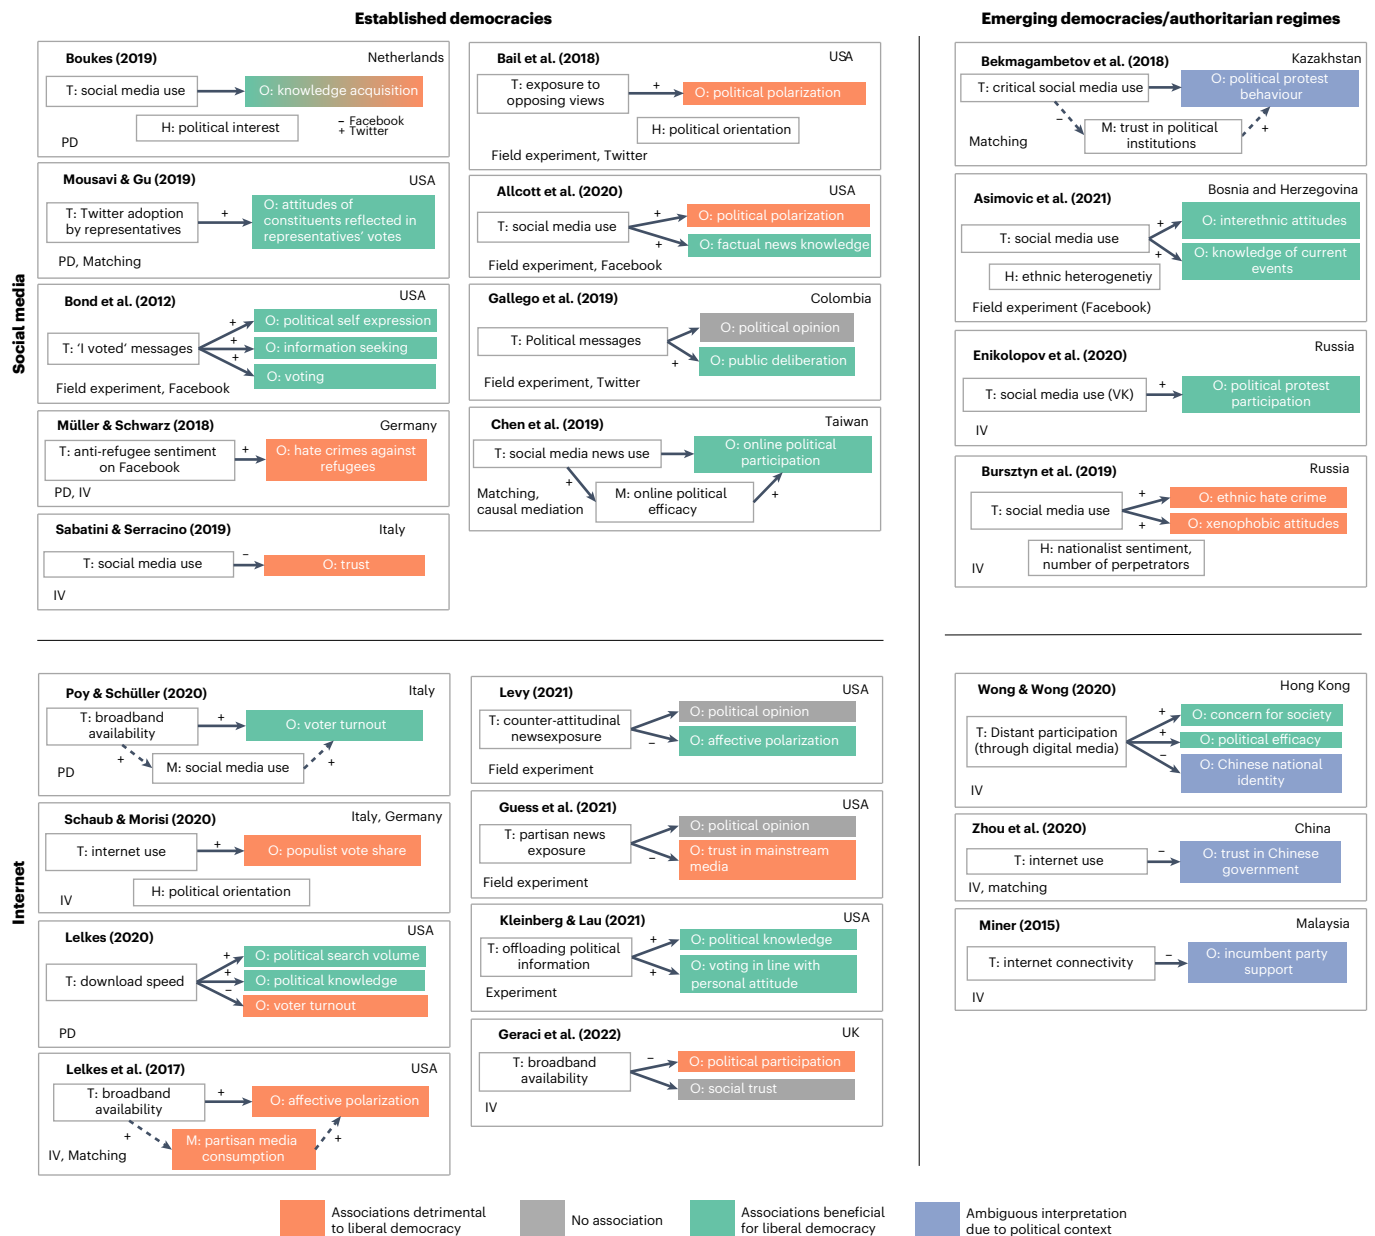 Established democracies
Emerging democracies/authoritarian regimes
Social media
Boukes (2019)
Netherlands
T: social media use
O: knowledge acquisition
H: political interest
– Facebook
+ Twitter
PD
Mousavi & Gu (2019)
USA
T: Twitter adoption
by representatives
+
O: attitudes of
constituents reflected in
representatives’ votes
PD, Matching
Bond et al. (2012)
USA
T: ‘I voted‘ messages
+
+
+
O: political self expression
O: information seeking
O: voting
Field experiment, Facebook
Müller & Schwarz (2018)
Germany
T: anti-refugee sentiment
on Facebook
+
O: hate crimes against
refugees
PD, IV
Sabatini & Serracino (2019)
Italy
T: social media use
–
O: trust
IV
Bail et al. (2018)
USA
T: exposure to
opposing views
+
O: political polarization
H: political orientation
Field experiment, Twitter
Allcott et al. (2020)
USA
T: social media use
+
+
O: political polarization
O: factual news knowledge
Field experiment, Facebook
Gallego et al. (2019)
Colombia
T: Political messages
+
O: political opinion
O: public deliberation
Field experiment, Twitter
Chen et al. (2019)
Taiwan
T: social media news use
O: online political
participation
+
M: online political
efficacy
+
Matching,
causal mediation
Bekmagambetov et al. (2018)
Kazakhstan
T: critical social media use
O: political protest
behaviour
–
M: trust in political
institutions
+
Matching
Asimovic et al. (2021)
Bosnia and Herzegovina
T: social media use
+
+
O: interethnic attitudes
O: knowledge of current
events
H: ethnic heterogenetiy
Field experiment (Facebook)
Enikolopov et al. (2020)
Russia
T: social media use (VK)
+
O: political protest
participation
IV
Bursztyn et al. (2019)
Russia
T: social media use
+
+
O: ethnic hate crime
O: xenophobic attitudes
H: nationalist sentiment,
number of perpetrators
IV
Internet
Poy & Schüller (2020)
Italy
T: broadband
availability
+
O: voter turnout
+
M: social media use
+
PD
Schaub & Morisi (2020)
Italy, Germany
T: internet use
+
O: populist vote share
H: political orientation
IV
Lelkes (2020)
USA
T: download speed
+
+
–
O: political search volume
O: political knowledge
O: voter turnout
PD
Lelkes et al. (2017)
USA
T: broadband
availability
+
O: affective polarization
+
M: partisan media
consumption
+
IV, Matching
Levy (2021)
USA
T: counter-attitudinal
newsexposure
–
O: political opinion
O: affective polarization
Field experiment
Guess et al. (2021)
USA
T: partisan news
exposure
–
O: political opinion
O: trust in mainstream
media
Field experiment
Kleinberg & Lau (2021)
USA
T: offloading political
information
+
+
O: political knowledge
O: voting in line with
personal attitude
Experiment
Geraci et al. (2022)
UK
T: broadband
availability
–
O: political participation
O: social trust
IV
Wong & Wong (2020)
Hong Kong
T: Distant participation
(through digital media)
+
+
–
O: concern for society
O: political efficacy
O: Chinese national
identity
IV
Zhou et al. (2020)
China
T: internet use
–
O: trust in Chinese
government
IV, matching
Miner (2015)
Malaysia
T: internet connectivity
–
O: incumbent party
support
IV
Associations detrimental
to liberal democracy
No association
Associations beneficial
for liberal democracy
Ambiguous interpretation
due to political context